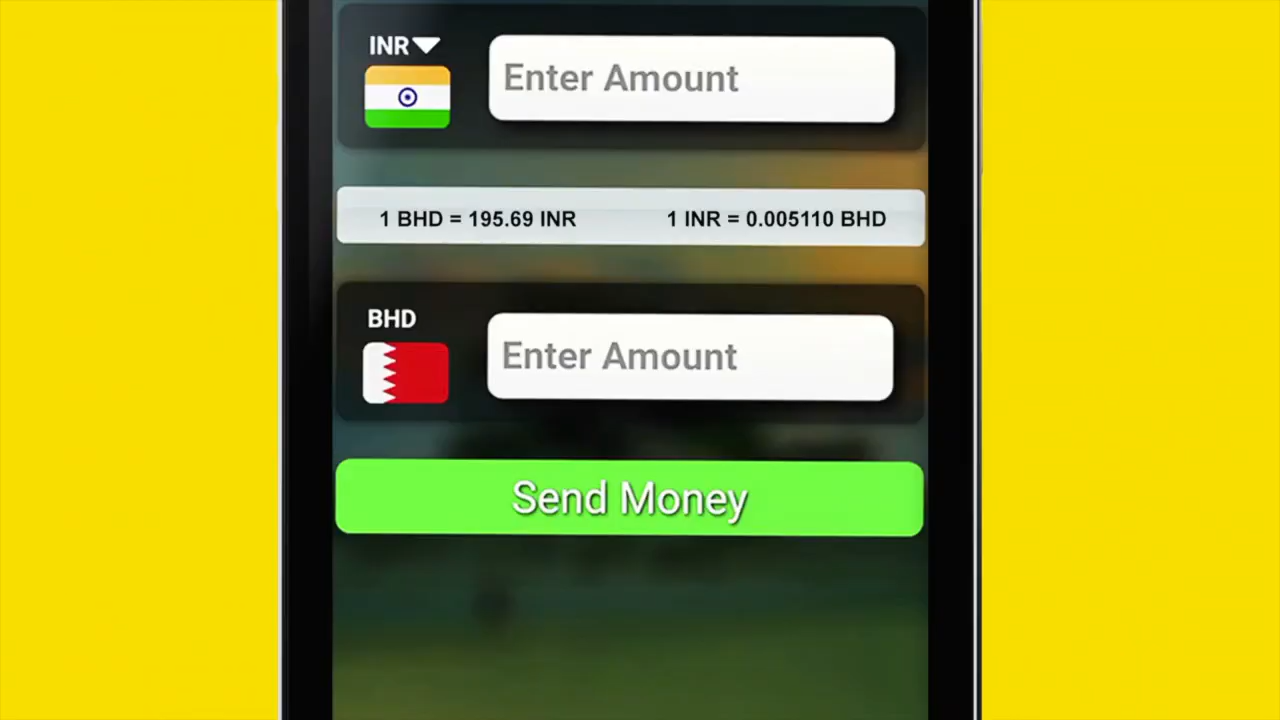 INR
Enter Amount
1 BHD = 195.69 INR
1 INR = 0.005110 BHD
BHD
Enter Amount
Send Money